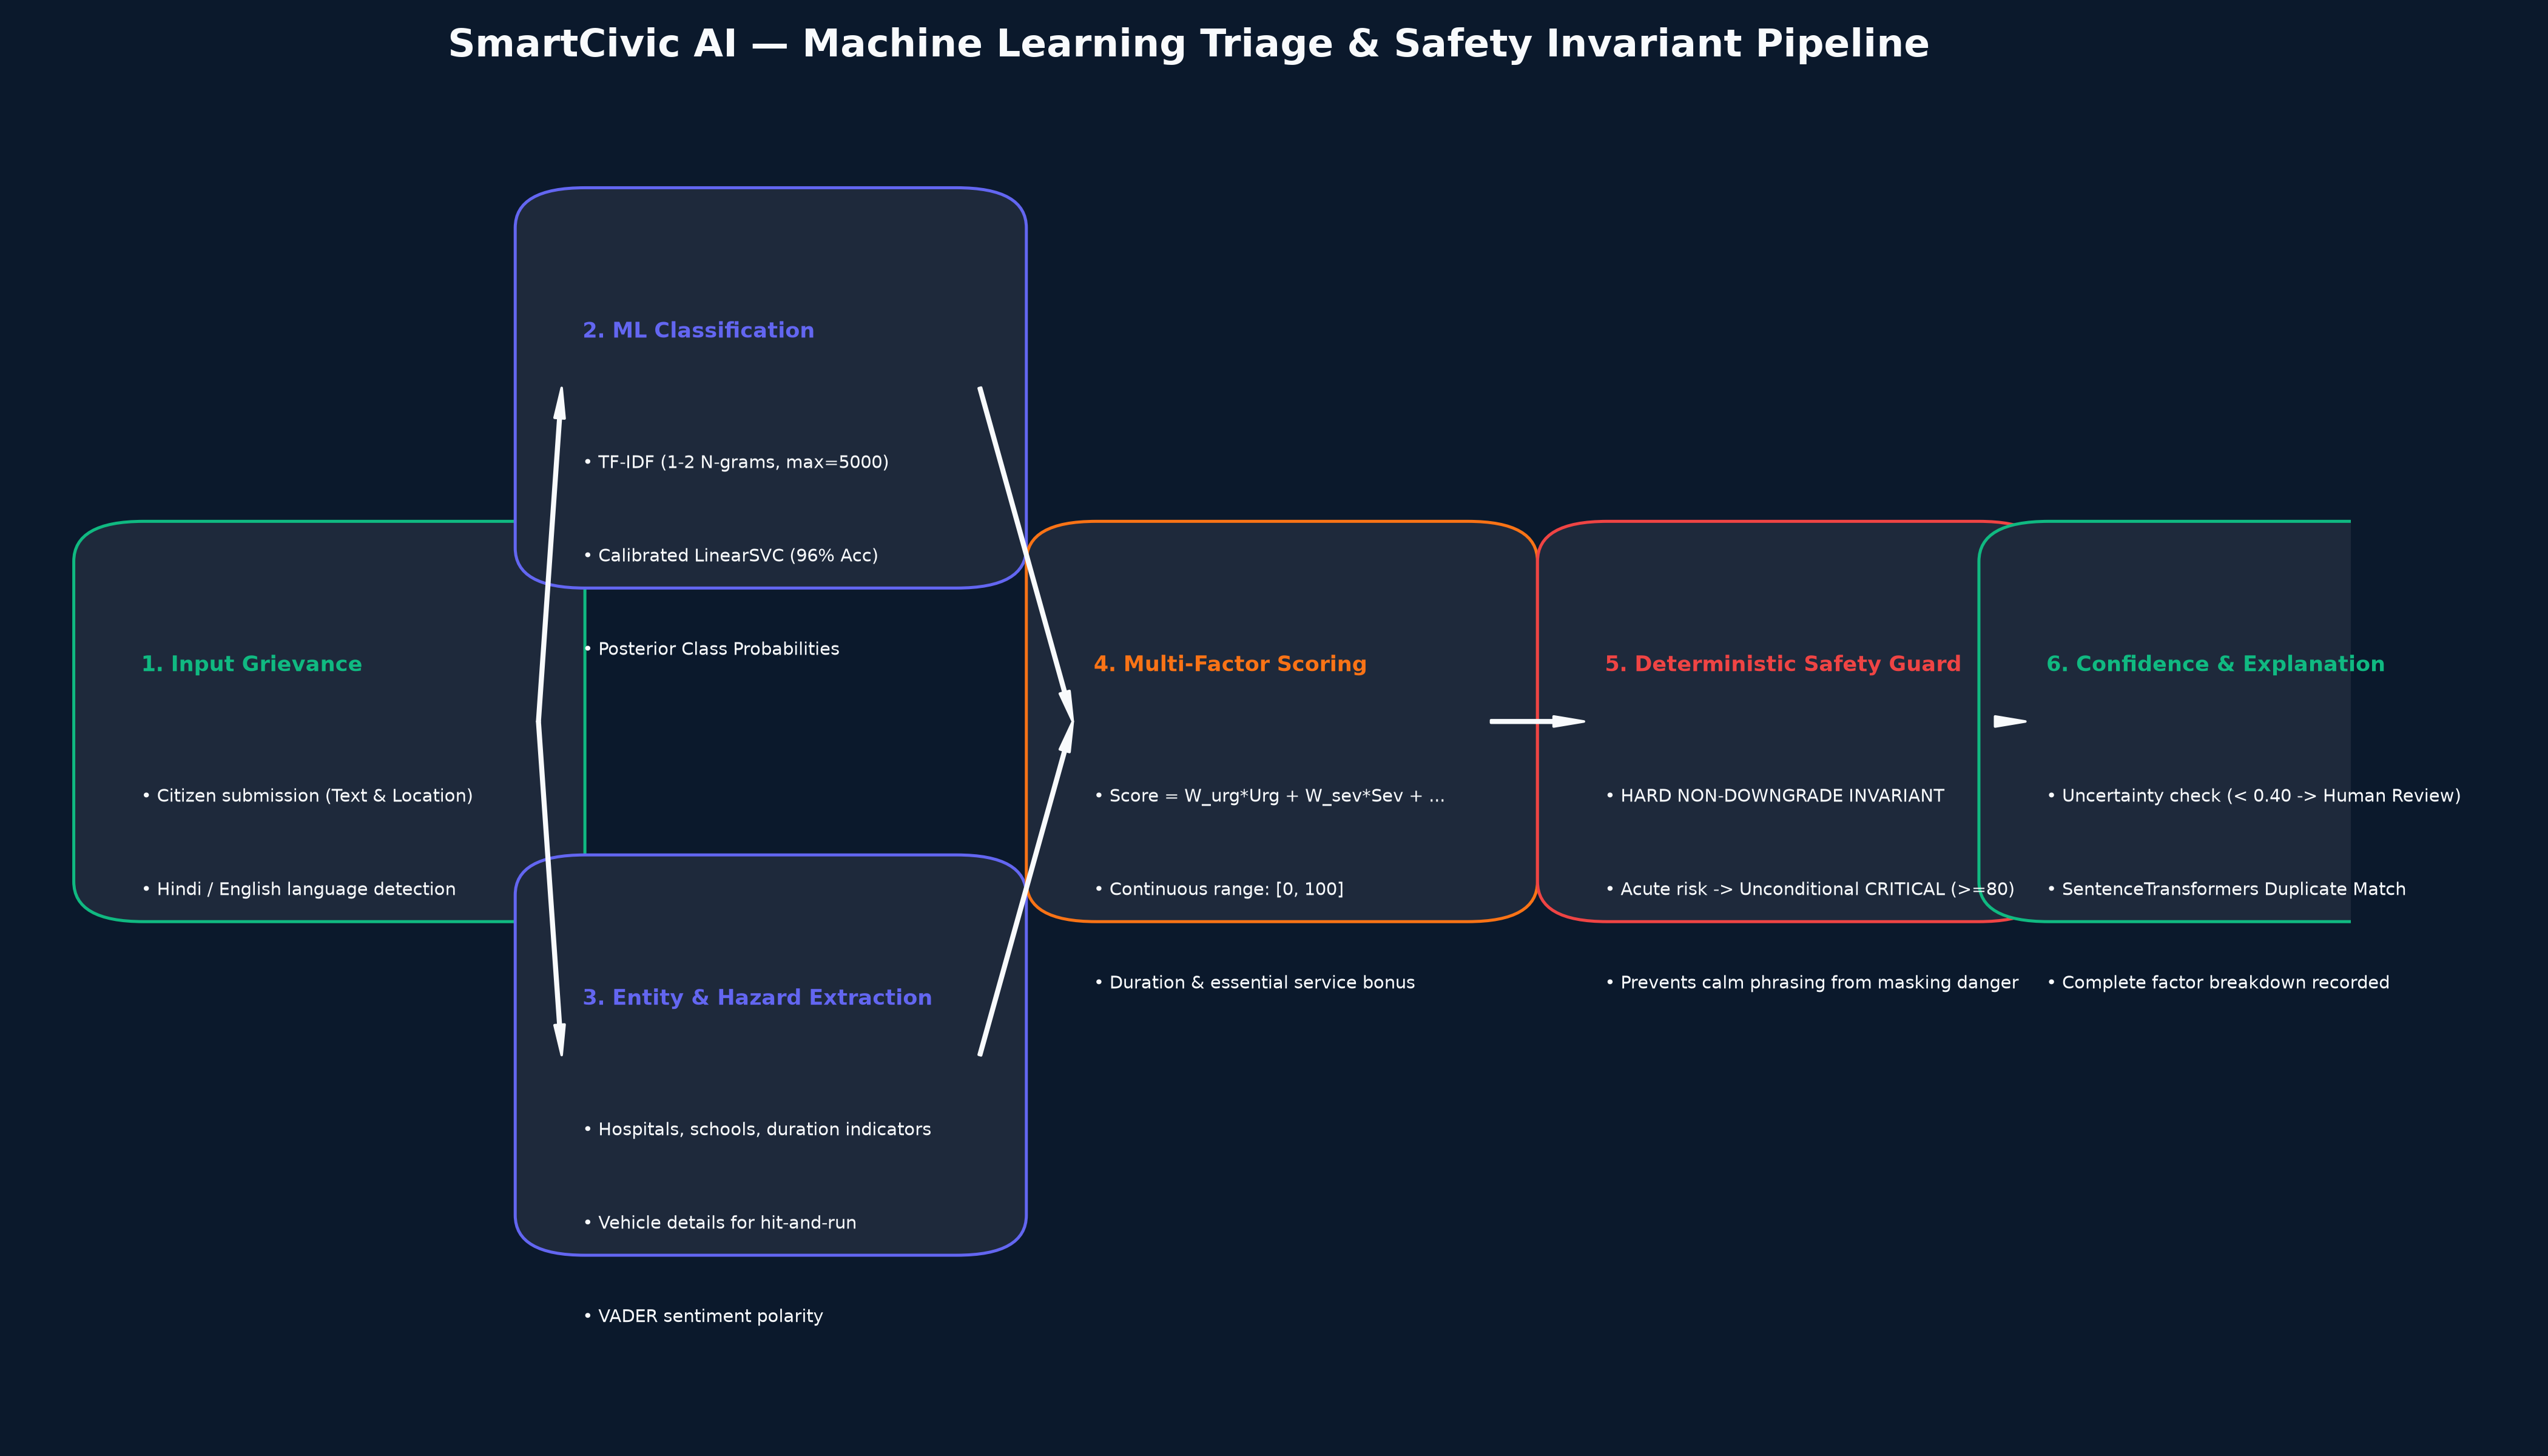 SmartCivic AI — Machine Learning Triage & Safety Invariant Pipeline
1. Input Grievance
• Citizen submission (Text & Location)
• Hindi / English language detection
2. ML Classification
• TF-IDF (1-2 N-grams, max=5000)
• Calibrated LinearSVC (96% Acc)
• Posterior Class Probabilities
3. Entity & Hazard Extraction
• Hospitals, schools, duration indicators
• Vehicle details for hit-and-run
• VADER sentiment polarity
4. Multi-Factor Scoring
• Score = W_urg*Urg + W_sev*Sev + ...
• Continuous range: [0, 100]
• Duration & essential service bonus
5. Deterministic Safety Guard
• HARD NON-DOWNGRADE INVARIANT
• Acute risk -> Unconditional CRITICAL (>=80)
• Prevents calm phrasing from masking danger
6. Confidence & Explanation
• Uncertainty check (< 0.40 -> Human Review)
• SentenceTransformers Duplicate Match
• Complete factor breakdown recorded